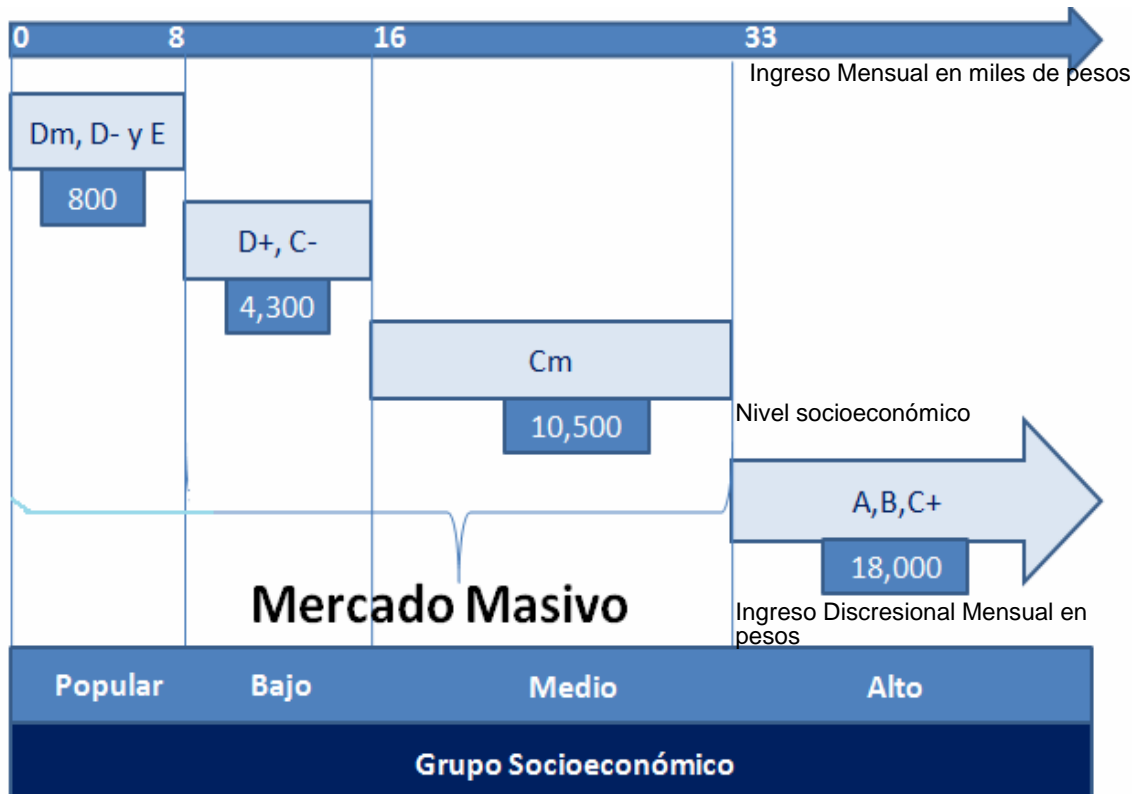 0 8 16 33
Ingreso Mensual en miles de pesos
Dm, D- y E
800
D+, C-
4,300
Cm
10,500
Nivel socioeconómico
A,B,C+
18,000
Mercado Masivo
Ingreso Discresional Mensual en
pesos
Popular Bajo Medio Alto
Grupo Socioeconómico